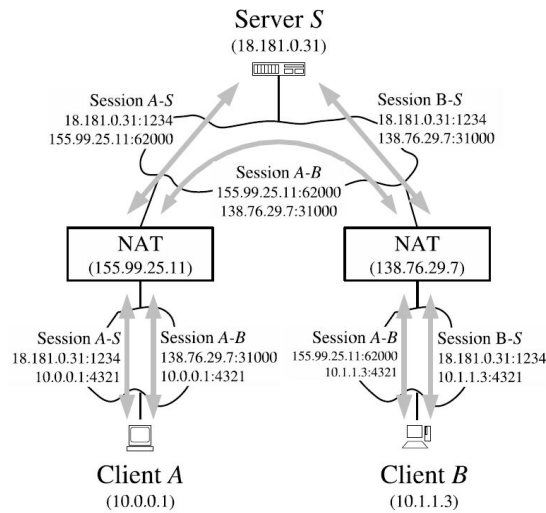 Server S
(18.181.0.31)
Session A-S
18.181.0.31:1234
155.99.25.11:62000
Session B-S
18.181.0.31:1234
138.76.29.7:31000
Session A-B
155.99.25.11:62000
138.76.29.7:31000
NAT
(155.99.25.11)
NAT
(138.76.29.7)
Session A-S
18.181.0.31:1234
10.0.0.1:4321
Session A-B
138.76.29.7:31000
10.0.0.1:4321
Session A-B
155.99.25.11:62000
10.1.1.3:4321
Session B-S
18.181.0.31:1234
10.1.1.3:4321
Client A
(10.0.0.1)
Client B
(10.1.1.3)